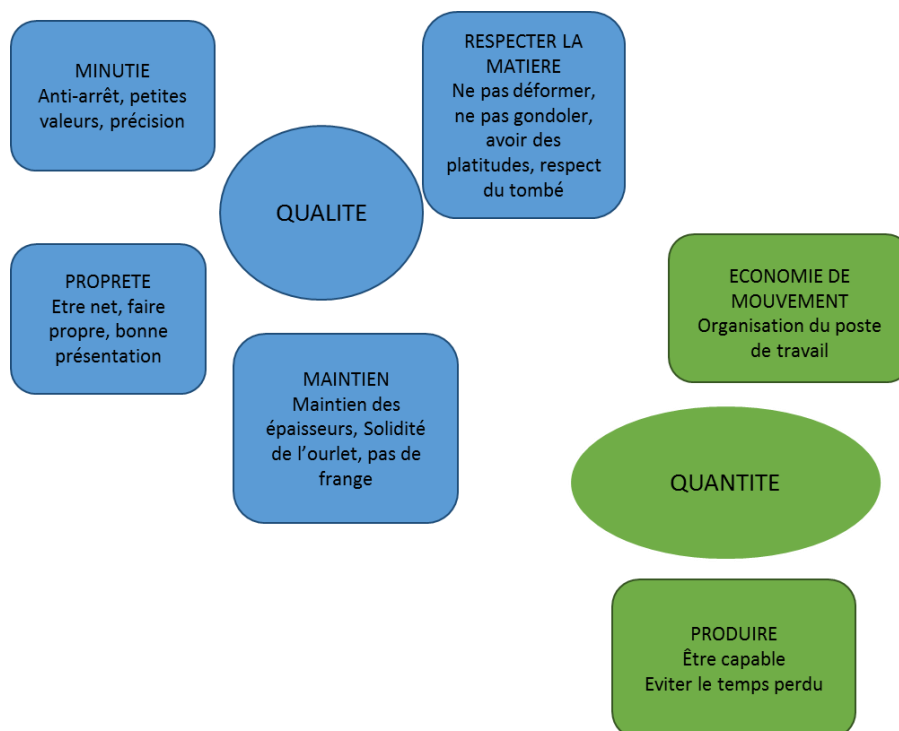 MINUTIE
Anti-arrêt, petites
valeurs, précision
RESPECTER LA
MATIERE
Ne pas déformer,
ne pas gondoler,
avoir des
platitudes, respect
du tombé
QUALITE
PROPRETE
Etre net, faire
propre, bonne
présentation
MAINTIEN
Maintien des
épaisseurs, Solidité
de l’ourlet, pas de
frange
ECONOMIE DE
MOUVEMENT
Organisation du poste
de travail
QUANTITE
PRODUIRE
Être capable
Eviter le temps perdu